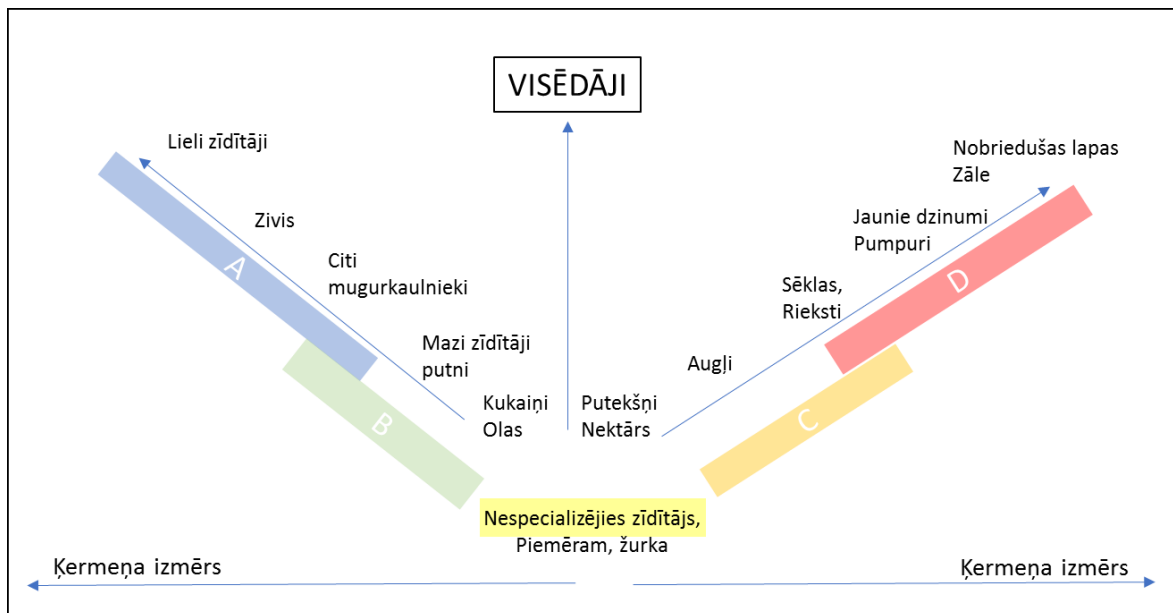 VISĒDĀJI
Lieli zīdītāji
Nobriedušas lapas
Zāle
Zivis
Jaunie dzinumi
Pumpuri
A
Citi
mugurkaulnieki
Sēklas,
Rieksti
D
Mazi zīdītāji
putni
Augļi
Kukaiņi
Olas
Putekšņi
Nektārs
B
C
Nespecializējies zīdītājs,
Piemēram, žurka
Ķermeņa izmērs
Ķermeņa izmērs